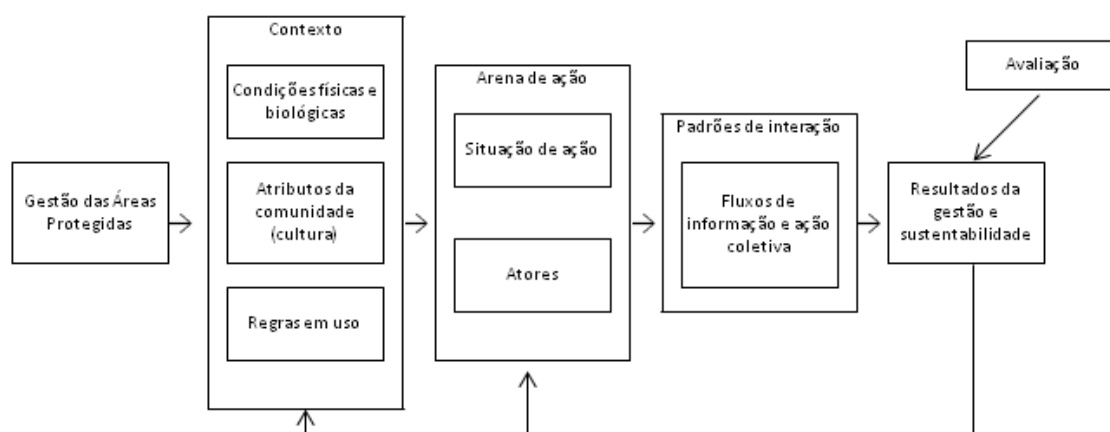 Gestão das Áreas
Protegidas
Contexto
Condições físicas e
biológicas
Atributos da
comunidade
(cultura)
Regras em uso
Arena de ação
Situação de ação
Atores
Padrões de interação
Fluxos de
informação e ação
coletiva
Avaliação
Resultados da
gestão e
sustentabilidade